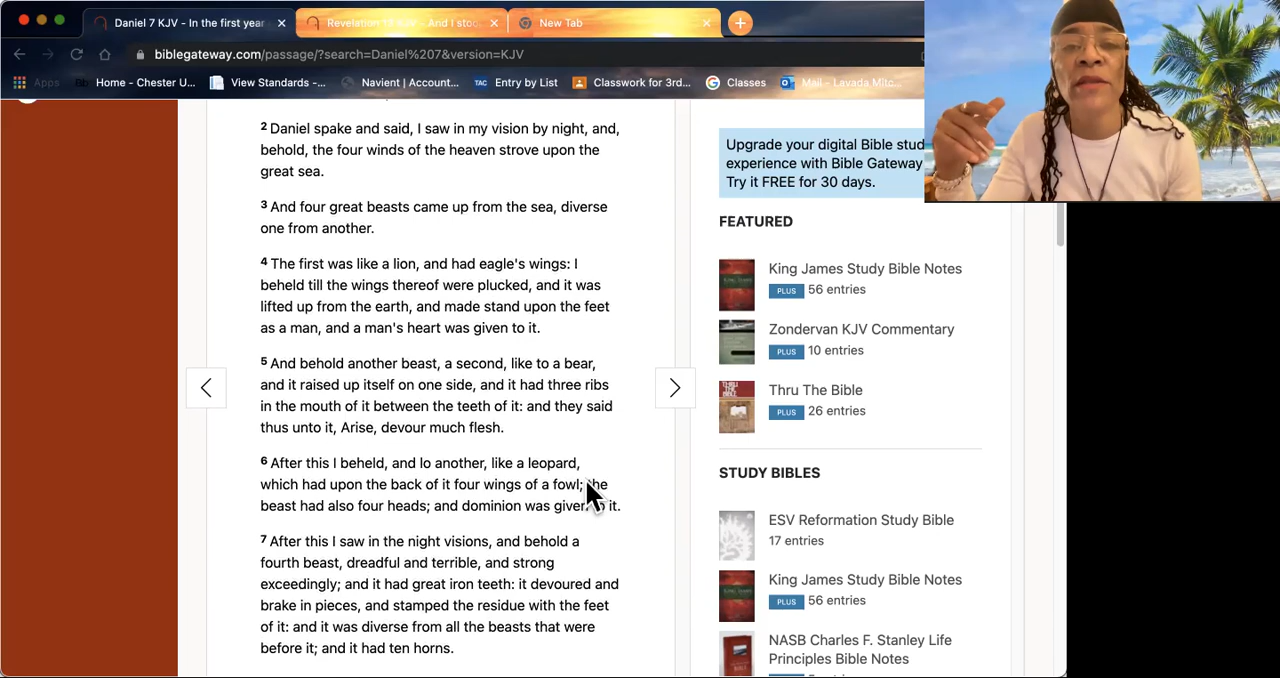 Daniel 7 KJV - In the first year
Revelation 13 KJV - And I stoo
New Tab
biblegateway.com/passage/?search=Daniel%207&version=KJV
Apps
Home - Chester U...
View Standards -...
Navient | Account...
TAC Entry by List
Classwork for 3rd...
Classes
Mail - Lavada Mitc...
2 Daniel spake and said, I saw in my vision by night, and,
behold, the four winds of the heaven strove upon the
great sea.
3 And four great beasts came up from the sea, diverse
one from another.
4 The first was like a lion, and had eagle's wings: I
beheld till the wings thereof were plucked, and it was
lifted up from the earth, and made stand upon the feet
as a man, and a man's heart was given to it.
5 And behold another beast, a second, like to a bear,
and it raised up itself on one side, and it had three ribs
in the mouth of it between the teeth of it: and they said
thus unto it, Arise, devour much flesh.
6 After this I beheld, and lo another, like a leopard,
which had upon the back of it four wings of a fowl; the
beast had also four heads; and dominion was given to it.
7 After this I saw in the night visions, and behold a
fourth beast, dreadful and terrible, and strong
exceedingly; and it had great iron teeth: it devoured and
brake in pieces, and stamped the residue with the feet
of it: and it was diverse from all the beasts that were
before it; and it had ten horns.
Upgrade your digital Bible stud
experience with Bible Gateway
Try it FREE for 30 days.
FEATURED
King James Study Bible Notes
PLUS 56 entries
Zondervan KJV Commentary
PLUS 10 entries
THRU THE BIBLE
Thru The Bible
PLUS 26 entries
STUDY BIBLES
ESV Reformation Study Bible
17 entries
King James Study Bible Notes
PLUS 56 entries
NASB Charles F. Stanley Life
Principles Bible Notes